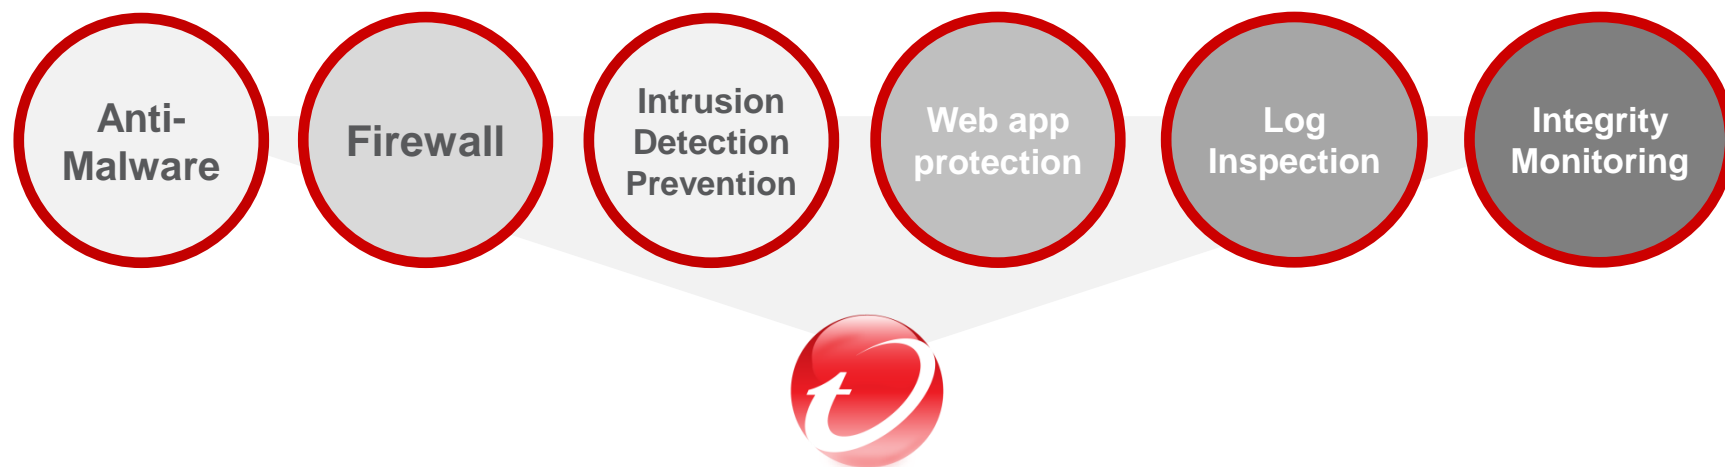 Anti-
Malware
Firewall
Intrusion
Detection
Prevention
Web app
protection
Log
Inspection
Integrity
Monitoring